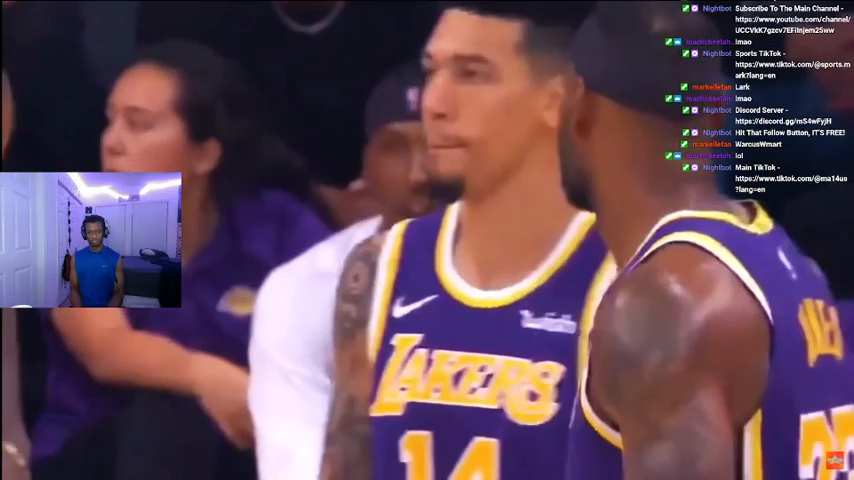 Nightbot Subscribe To The Main Channel -
https://www.youtube.com/channel/
UCCVkK7gzcv7EFlInjem25ww
lmao
Nightbot Sports TikTok -
https://www.tiktok.com/@sports.m
ark?lang=en
markellefan Lark
lmao
Nightbot Discord Server -
https://discord.gg/mS4wFyjH
Nightbot Hit That Follow Button, IT'S FREE!
markellefan WarcusWmart
lol
Nightbot Main TikTok -
https://www.tiktok.com/@ma14us
?lang=en
LAKERS
14